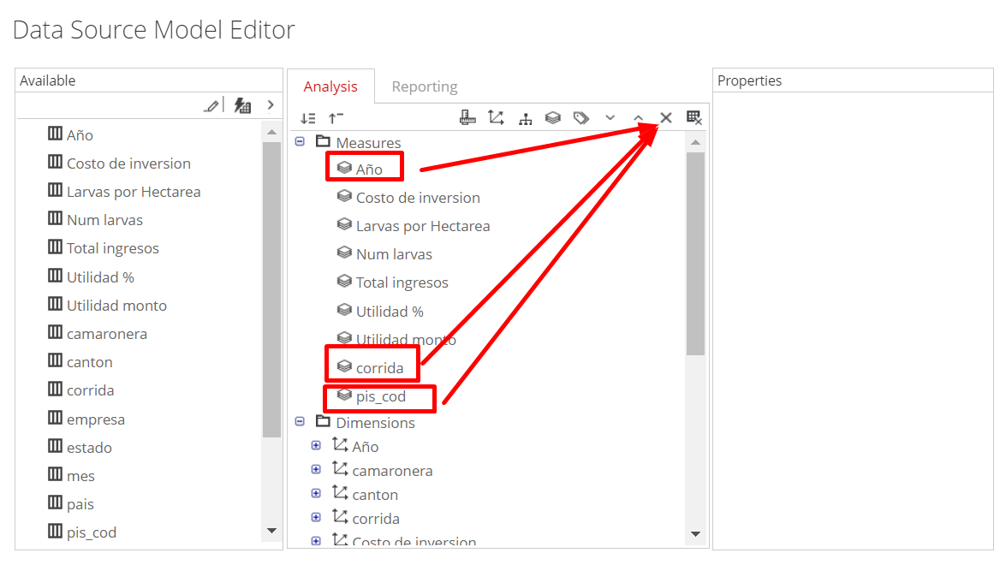 Data Source Model Editor
Available
Año
Costo de inversion
Larvas por Hectarea
Num larvas
Total ingresos
Utilidad %
Utilidad monto
camaronera
canton
corrida
empresa
estado
mes
pais
pis_cod
Analysis
Reporting
Measures
Año
Costo de inversion
Larvas por Hectarea
Num larvas
Total ingresos
Utilidad %
Utilidad monto
corrida
pis_cod
Dimensions
Año
camaronera
canton
corrida
Costo de inversion
Properties